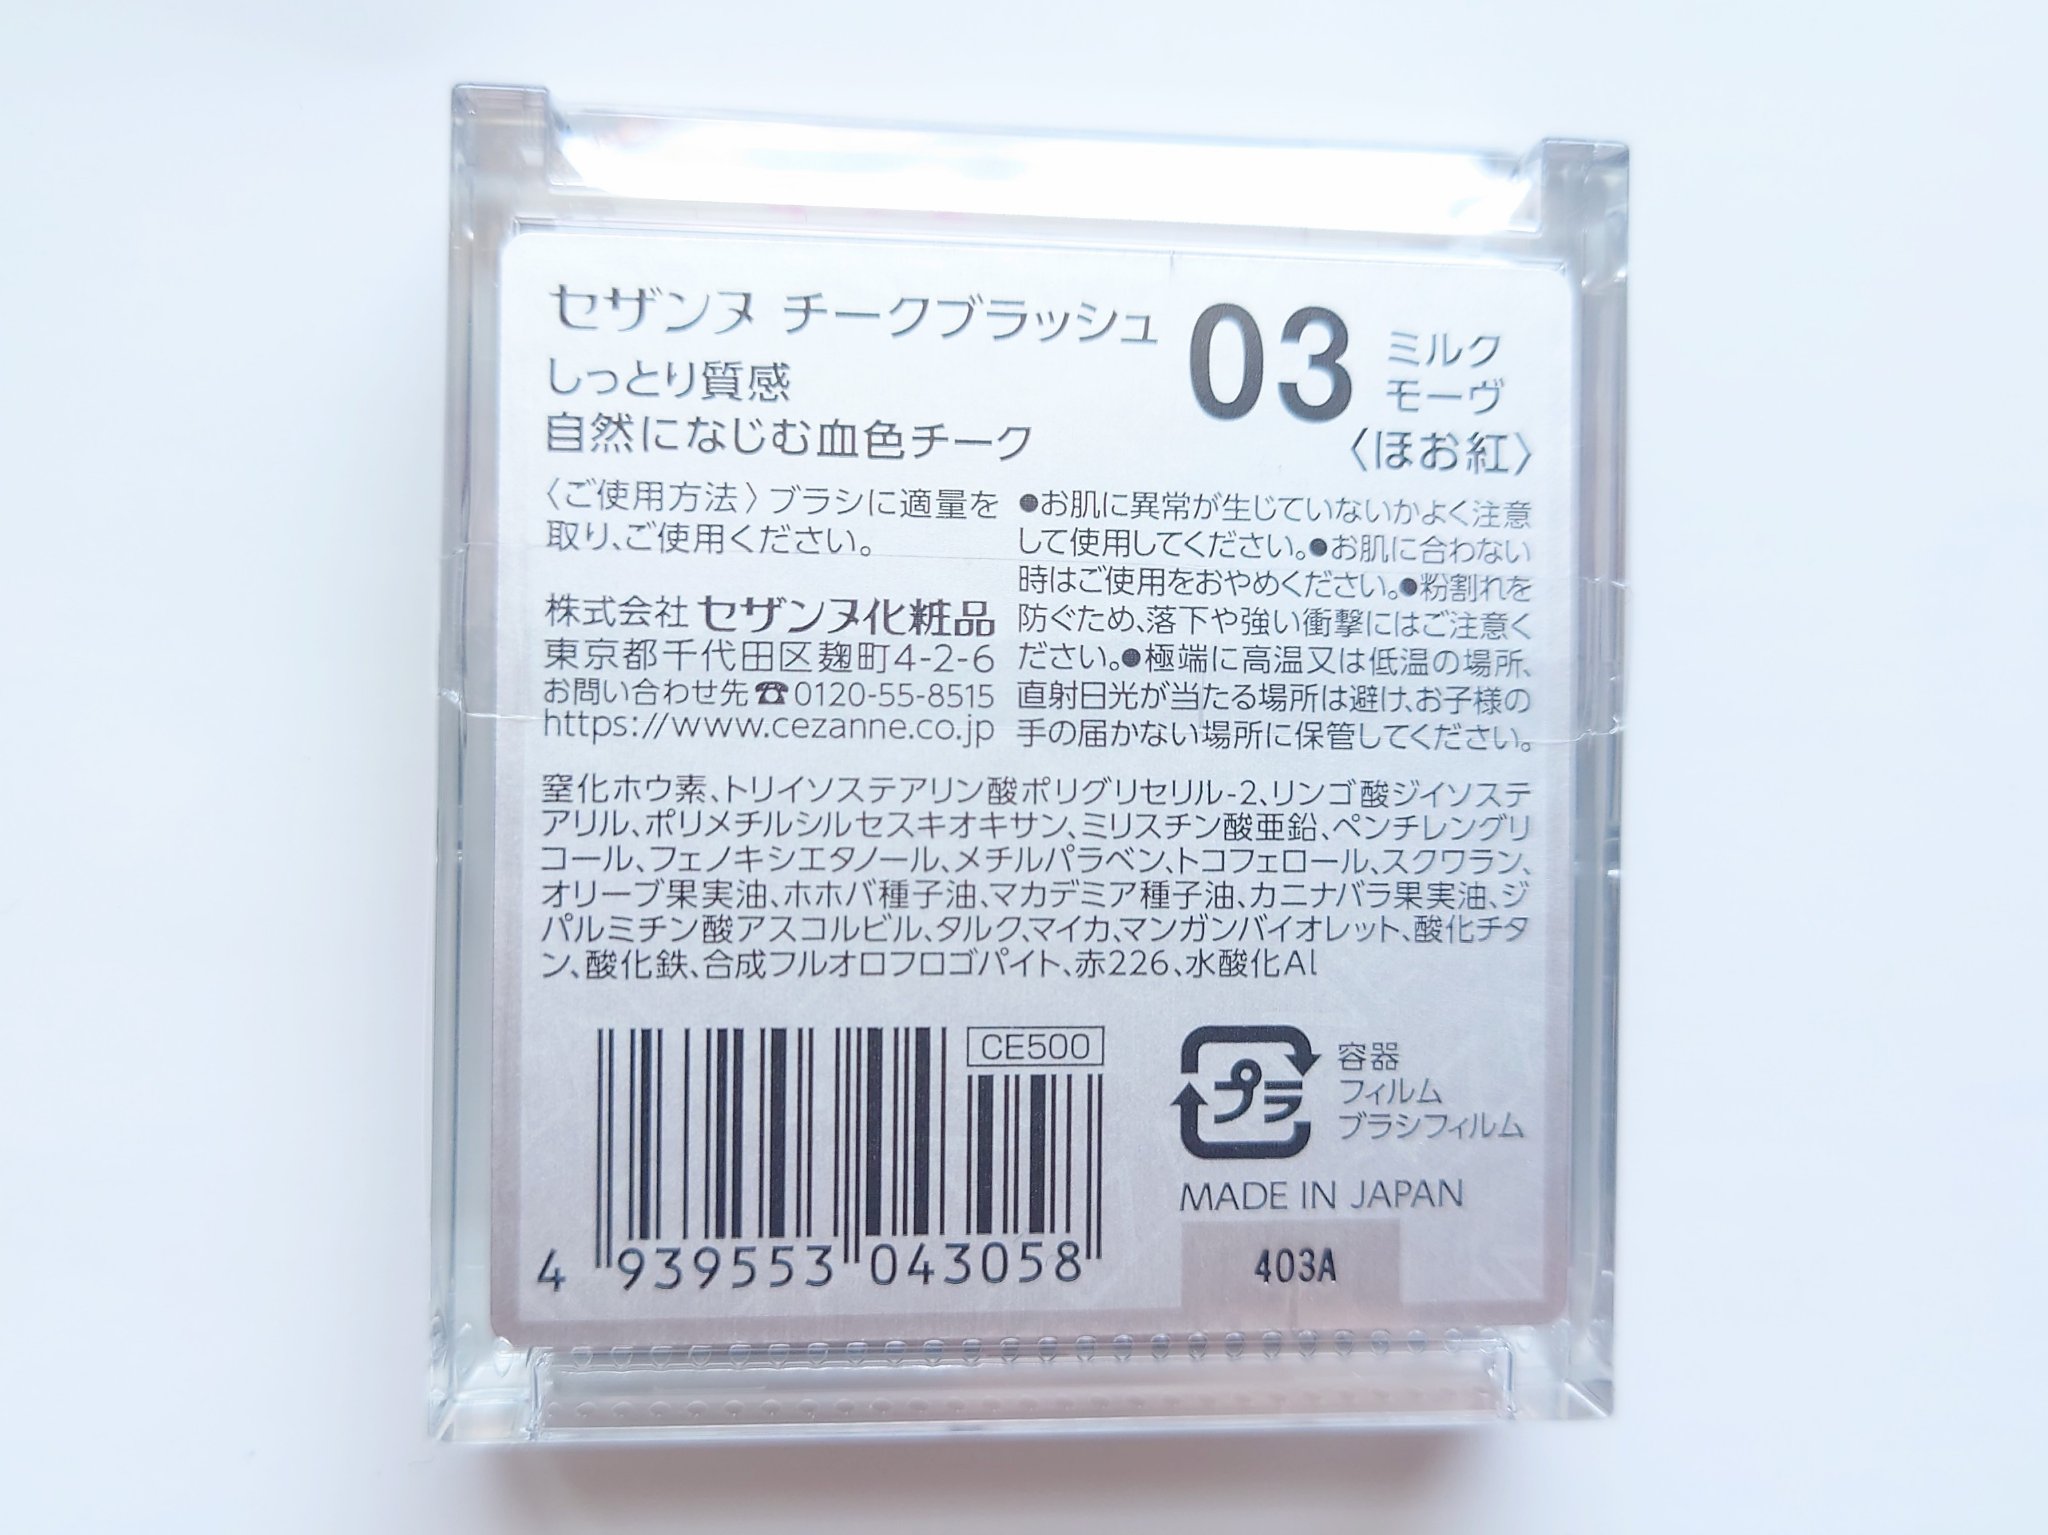 セザンヌ チークブラッシュ
03 ミルク
モーヴ
〈ほお紅〉
しっとり質感
自然になじむ血色チーク
〈ご使用方法〉ブラシに適量を
取り、ご使用ください。
株式会社 セザンヌ化粧品
東京都千代田区麹町4-2-6
お問い合わせ先☎0120-55-8515
https://www.cezanne.co.jp
●お肌に異常が生じていないかよく注意
して使用してください。●お肌に合わない
時はご使用をおやめください。●粉割れを
防ぐため、落下や強い衝撃にはご注意く
ださい。●極端に高温又は低温の場所、
直射日光が当たる場所は避け、お子様の
手の届かない場所に保管してください。
窒化ホウ素、トリイソステアリン酸ポリグリセリル-2、リンゴ酸ジイソステ
アリル、ポリメチルシルセスキオキサン、ミリスチン酸亜鉛、ペンチレングリ
コール、フェノキシエタノール、メチルパラベン、トコフェロール、スクワラン、
オリーブ果実油、ホホバ種子油、マカデミア種子油、カニナバラ果実油、ジ
パルミチン酸アスコルビル、タルク、マイカ、マンガンバイオレット、酸化チタ
ン、酸化鉄、合成フルオロフロゴパイト、赤226、水酸化Al
CE500
4 939553 043058
プラ
容器
フィルム
ブラシフィルム
MADE IN JAPAN
403A